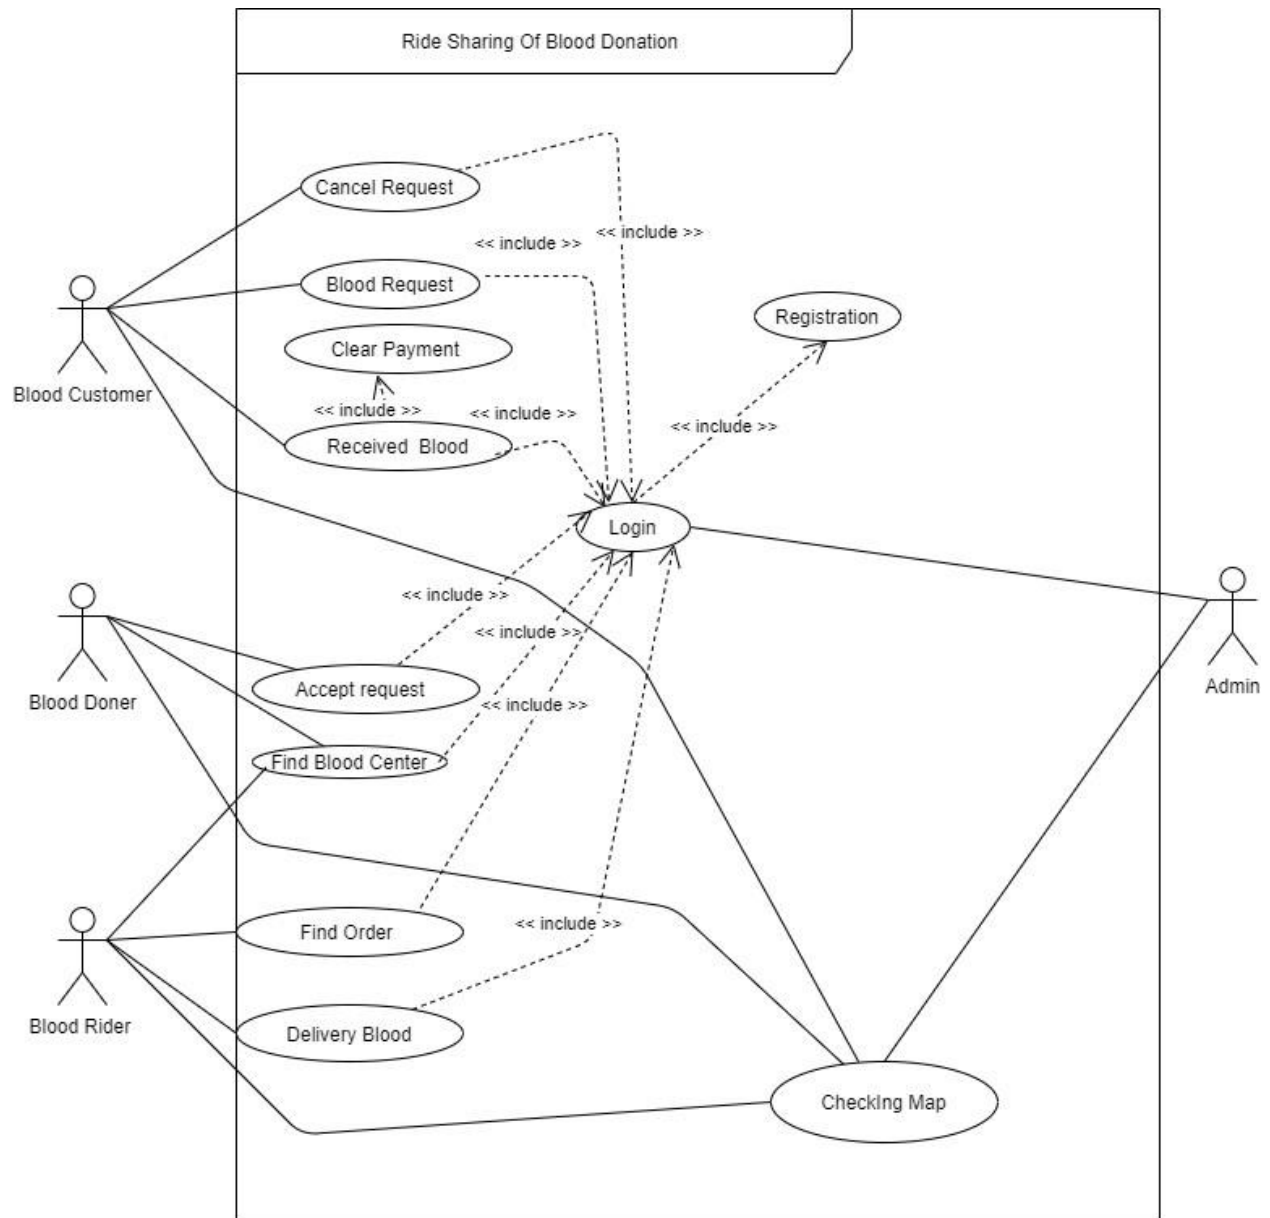 Ride Sharing Of Blood Donation
Cancel Request
<< include >>
<< include >>
Blood Request
Registration
Clear Payment
Blood Customer
<< include >>
<< include >>
<< include >>
Received Blood
Login
<< include >>
<< include >>
Accept request
Blood Doner
Admin
<< include >>
Find Blood Center
<< include >>
Find Order
Blood Rider
Delivery Blood
CheckIng Map